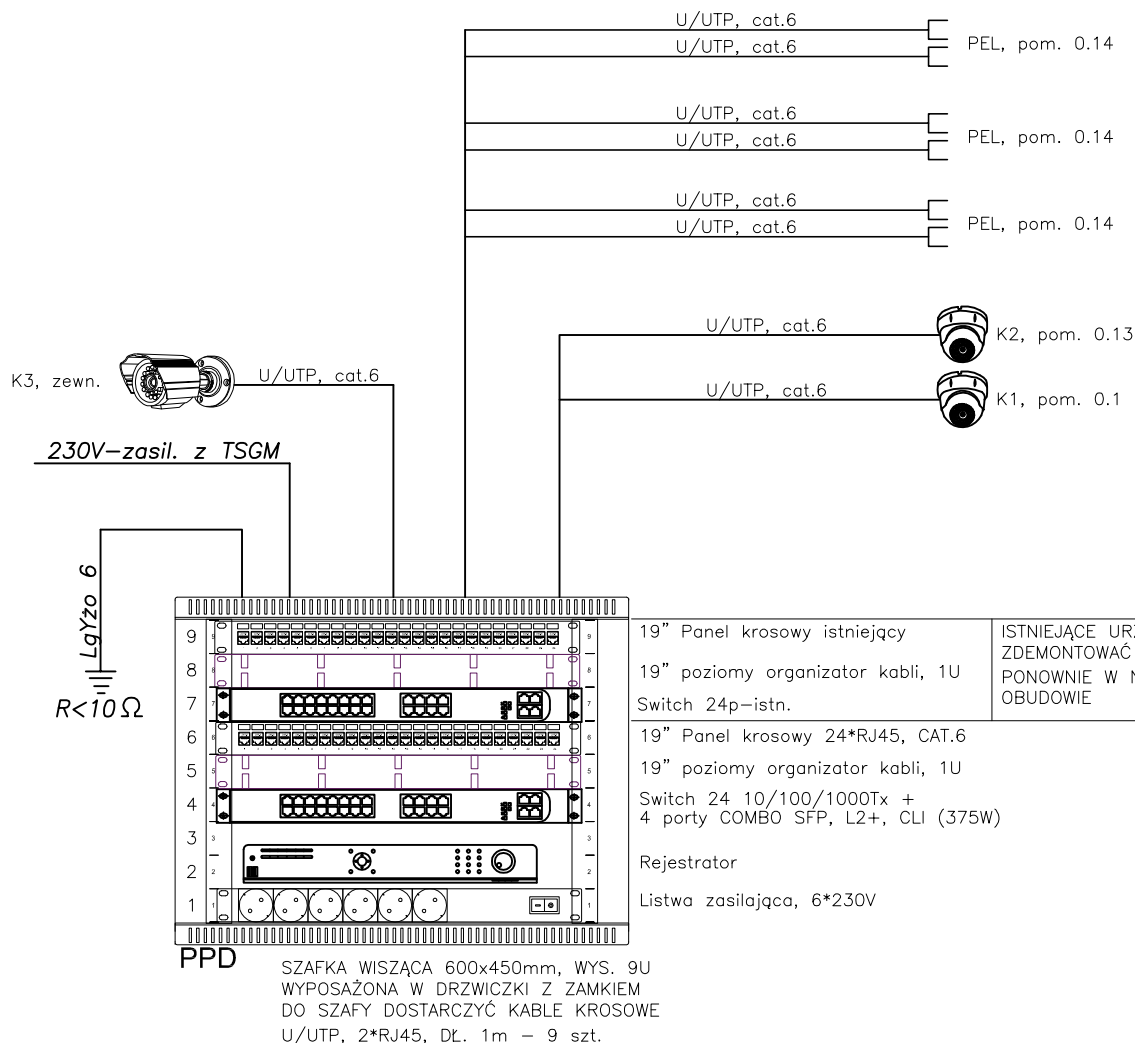 U/UTP, cat.6
U/UTP, cat.6
PEL, pom. 0.14
U/UTP, cat.6
U/UTP, cat.6
PEL, pom. 0.14
U/UTP, cat.6
U/UTP, cat.6
PEL, pom. 0.14
U/UTP, cat.6
K2, pom. 0.13
U/UTP, cat.6
K1, pom. 0.1
K3, zewn.
U/UTP, cat.6
230V-zasil. z TSGM
LgYżo 6
R<10Ω
9
8
7
6
5
4
3
2
1
19" Panel krosowy istniejący
19" poziomy organizator kabli, 1U
Switch 24p-istn.
ISTNIEJĄCE
ZDEMONTOWAĆ
PONOWNIE W
OBUDOWIE
19" Panel krosowy 24*RJ45, CAT.6
19" poziomy organizator kabli, 1U
Switch 24 10/100/1000Tx +
4 porty COMBO SFP, L2+, CLI (375W)
Rejestrator
Listwa zasilająca, 6*230V
PPD
SZAFKA WISZĄCA 600x450mm, WYS. 9U
WYPOSAŻONA W DRZWICZKI Z ZAMKIEM
DO SZAFY DOSTARCZYĆ KABLE KROSOWE
U/UTP, 2*RJ45, DŁ. 1m – 9 szt.